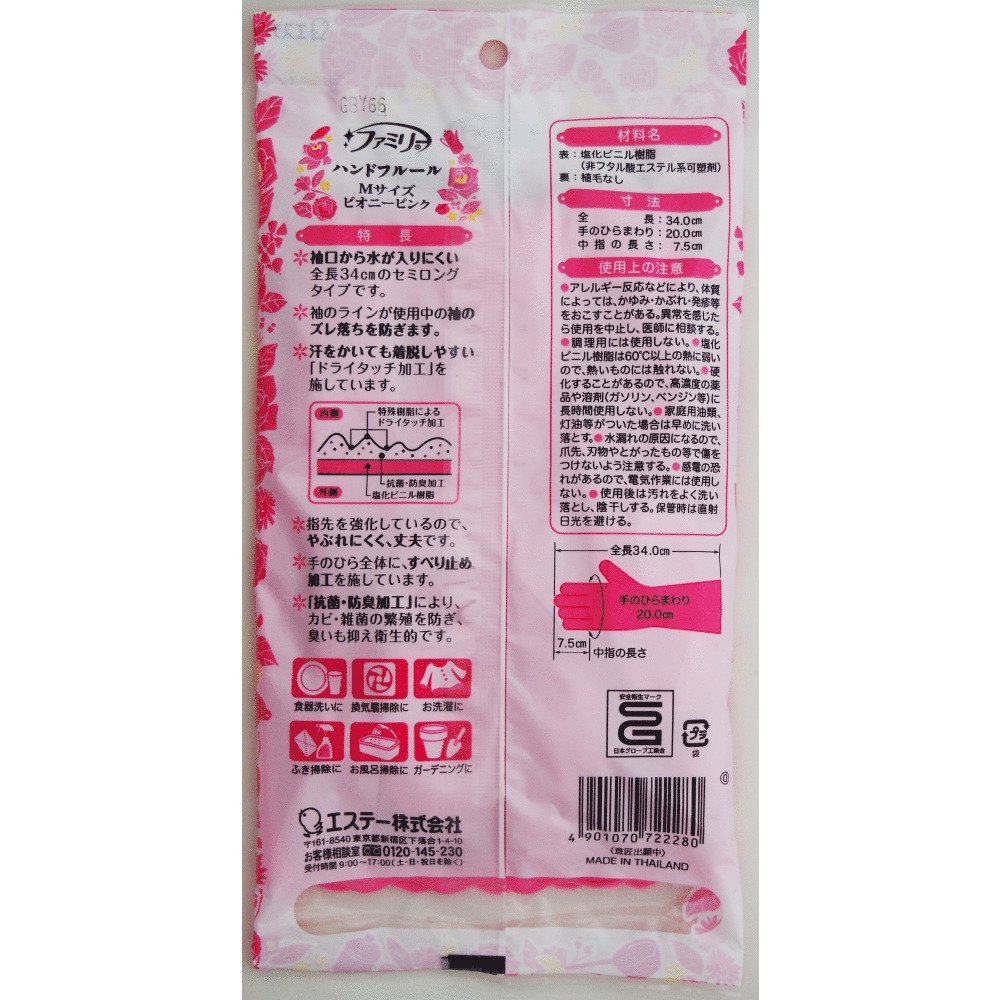 GBY66
ファミリー®
ハンドフルール
Mサイズ
ピオニーピンク
特長
袖口から水が入りにくい
全長34cmのセミロング
タイプです。
袖のラインが使用中の袖の
ズレ落ちを防ぎます。
汗をかいても着脱しやすい
「ドライタッチ加工」を
施しています。
内側
特殊樹脂による
ドライタッチ加工
抗菌・防臭加工
塩化ビニル樹脂
外側
指先を強化しているので、
やぶれにくく、丈夫です。
手のひら全体に、すべり止め
加工を施しています。
「抗菌・防臭加工」により、
カビ・雑菌の繁殖を防ぎ、
臭いも抑え衛生的です。
食器洗いに 換気扇掃除に お洗濯に
ふき掃除に お風呂掃除に ガーデニングに
エステー株式会社
〒161-8540 東京都新宿区下落合1-4-10
お客様相談室 0120-145-230
受付時間 9:00~17:00(土・日・祝日を除く)
材料名
表:塩化ビニル樹脂
(非フタル酸エステル系可塑剤)
裏:植毛なし
寸法
全長:34.0cm
手のひらまわり:20.0cm
中指の長さ:7.5cm
使用上の注意
●アレルギー反応などにより、体質
によっては、かゆみ・かぶれ・発疹等
をおこすことがある。異常を感じた
ら使用を中止し、医師に相談する。
●調理用には使用しない。●塩化
ビニル樹脂は60℃以上の熱に弱い
ので、熱いものには触れない。●硬
化することがあるので、高濃度の薬
品や溶剤(ガソリン、ベンジン等)に
長時間使用しない。●家庭用油類、
灯油等がついた場合は早めに洗い
落とす。●水漏れの原因になるので、
爪先、刃物やとがったもの等で傷を
つけないよう注意する。●感電の恐
れがあるので、電気作業には使用し
ない。●使用後は汚れをよく洗い
落とし、陰干しする。保管時は直射
日光を避ける。
全長34.0cm
手のひらまわり
20.0cm
7.5cm
中指の長さ
安全衛生マーク
SG
日本グローブ工業会
プラ
袋
4 901070 722280
(意匠出願中)
MADE IN THAILAND